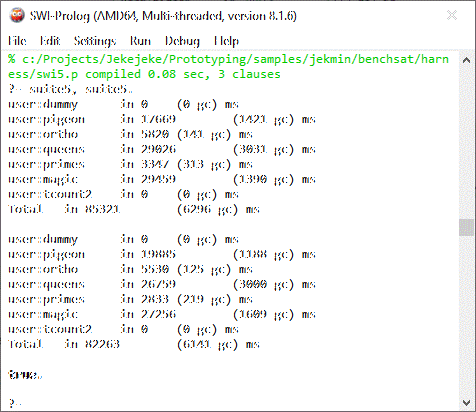 SWI-Prolog (AMD64, Multi-threaded, version 8.1.6)
File Edit Settings Run Debug Help
% c:/Projects/Jekejeke/Prototyping/samples/jekmin/benchsat/har
ness/swi5.p compiled 0.08 sec, 3 clauses
?- suite5, suite5.
user:dummy in 0 (0 gc) ms
user:pigeon in 17669 (1421 gc) ms
user:ortho in 5820 (141 gc) ms
user:queens in 29026 (3031 gc) ms
user:primes in 3347 (313 gc) ms
user:magic in 29459 (1390 gc) ms
user:tcount2 in 0 (0 gc) ms
Total in 85321 (6296 gc) ms
user:dummy in 0 (0 gc) ms
user:pigeon in 19885 (1188 gc) ms
user:ortho in 5530 (125 gc) ms
user:queens in 26759 (3000 gc) ms
user:primes in 2833 (219 gc) ms
user:magic in 27256 (1609 gc) ms
user:tcount2 in 0 (0 gc) ms
Total in 82263 (6141 gc) ms
true.
?-